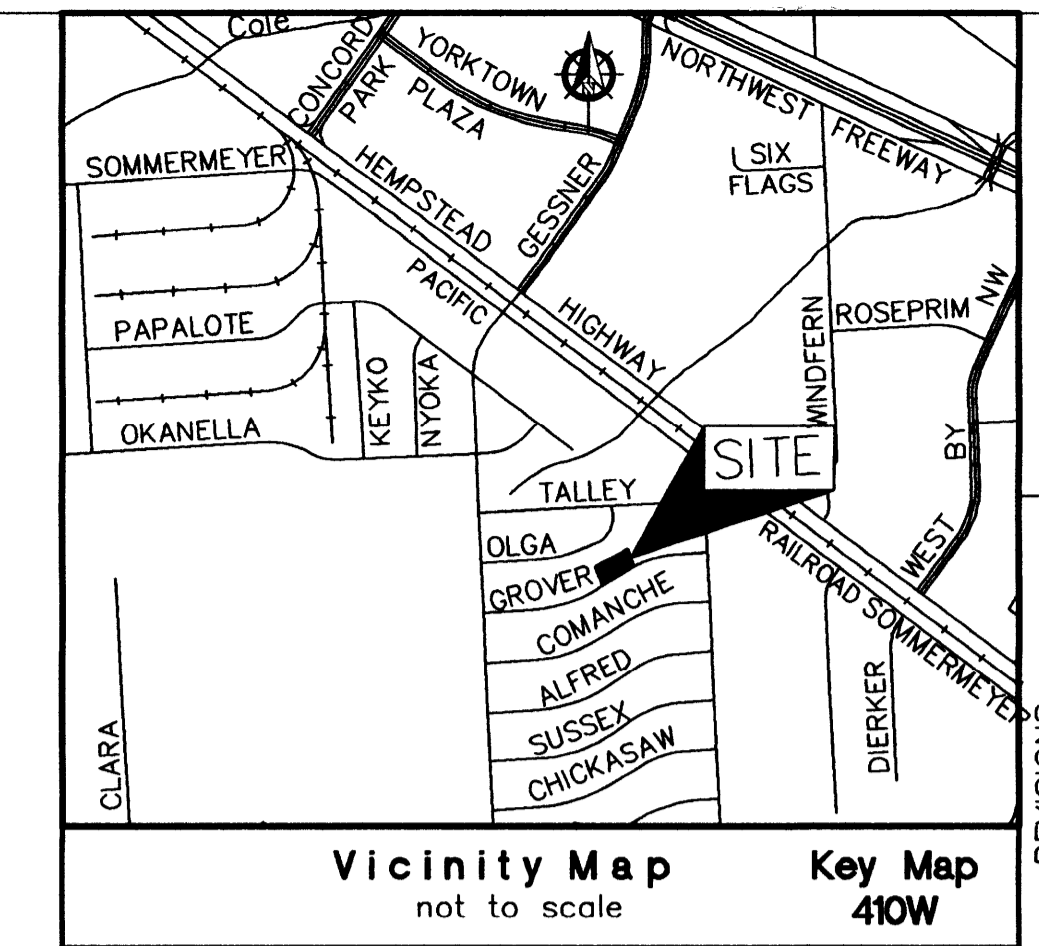 Cole
CONCORD
PARK
YORKTOWN
PLAZA
NORTHWEST FREEWAY
SIX
FLAGS
SOMMERMEYER
HEMPSTEAD
HIGHWAY
GESSNER
PACIFIC
PAPALOTE
KEYKO
NYOKA
OKANELLA
WINDFERN
ROSEPRIM
WEST BY NW
SITE
TALLEY
OLGA
GROVER
COMANCHE
ALFRED
SUSSEX
CHICKASAW
RAILROAD SOMMERMEYER
DIERKER
CLARA
Vicinity Map
not to scale
Key Map
410W